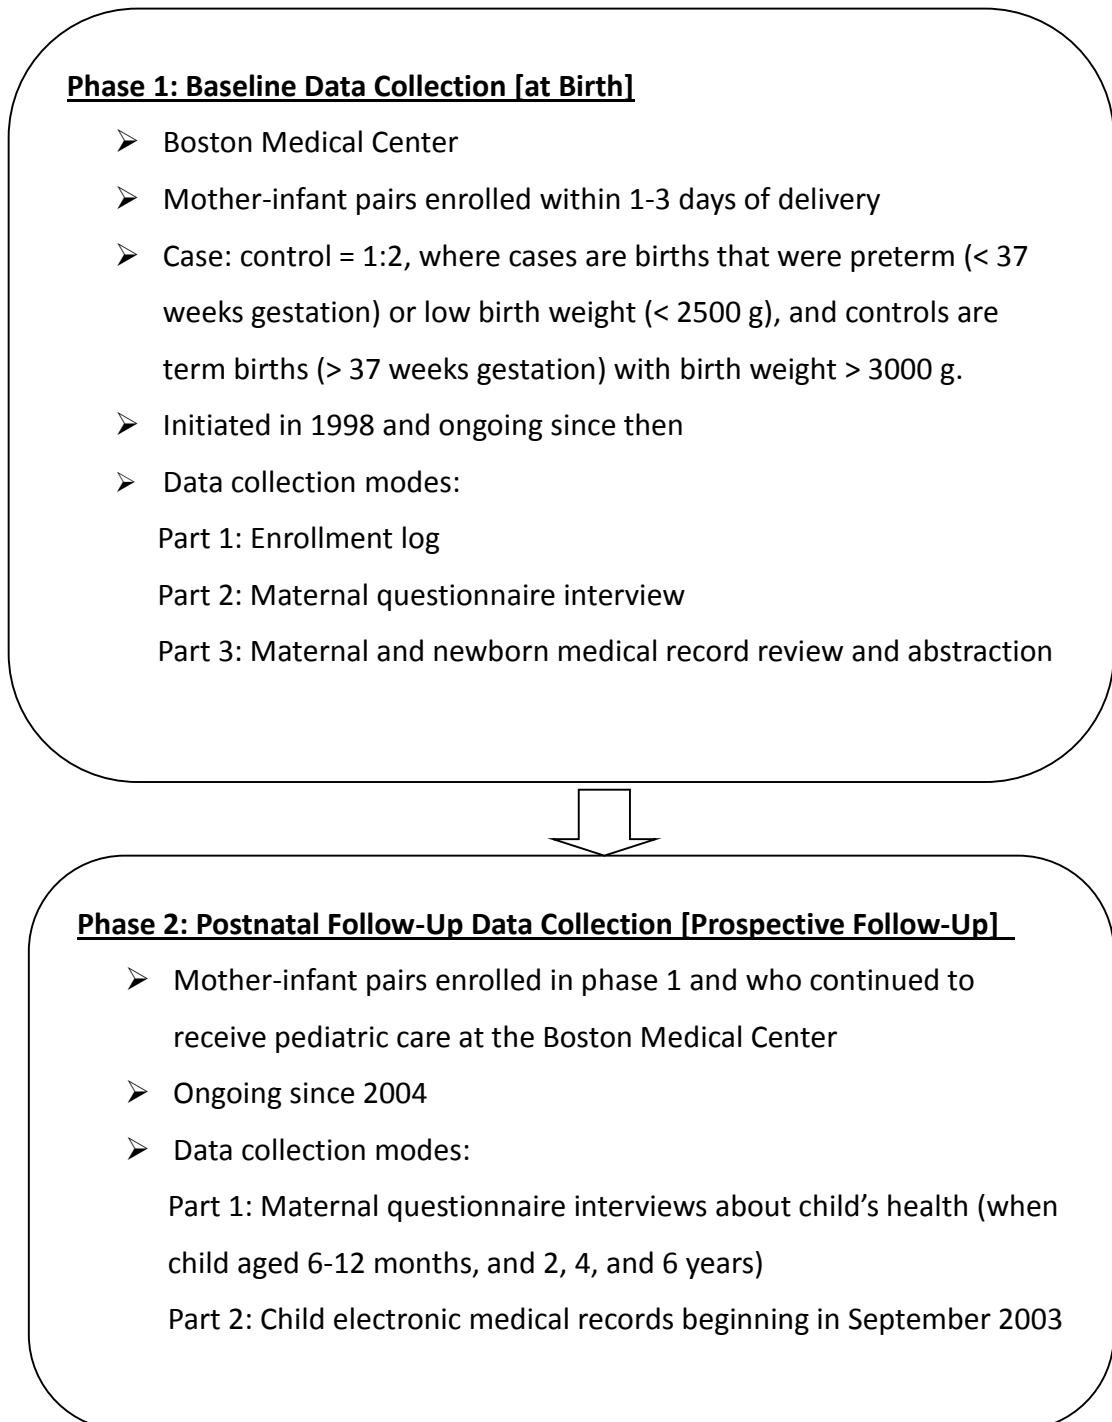 Phase 1: Baseline Data Collection [at Birth]
➢ Boston Medical Center
➢ Mother-infant pairs enrolled within 1-3 days of delivery
➢ Case: control = 1:2, where cases are births that were preterm (< 37
weeks gestation) or low birth weight (< 2500 g), and controls are
term births (> 37 weeks gestation) with birth weight > 3000 g.
➢ Initiated in 1998 and ongoing since then
➢ Data collection modes:
Part 1: Enrollment log
Part 2: Maternal questionnaire interview
Part 3: Maternal and newborn medical record review and abstraction
Phase 2: Postnatal Follow-Up Data Collection [Prospective Follow-Up]
➢ Mother-infant pairs enrolled in phase 1 and who continued to
receive pediatric care at the Boston Medical Center
➢ Ongoing since 2004
➢ Data collection modes:
Part 1: Maternal questionnaire interviews about child’s health (when
child aged 6-12 months, and 2, 4, and 6 years)
Part 2: Child electronic medical records beginning in September 2003